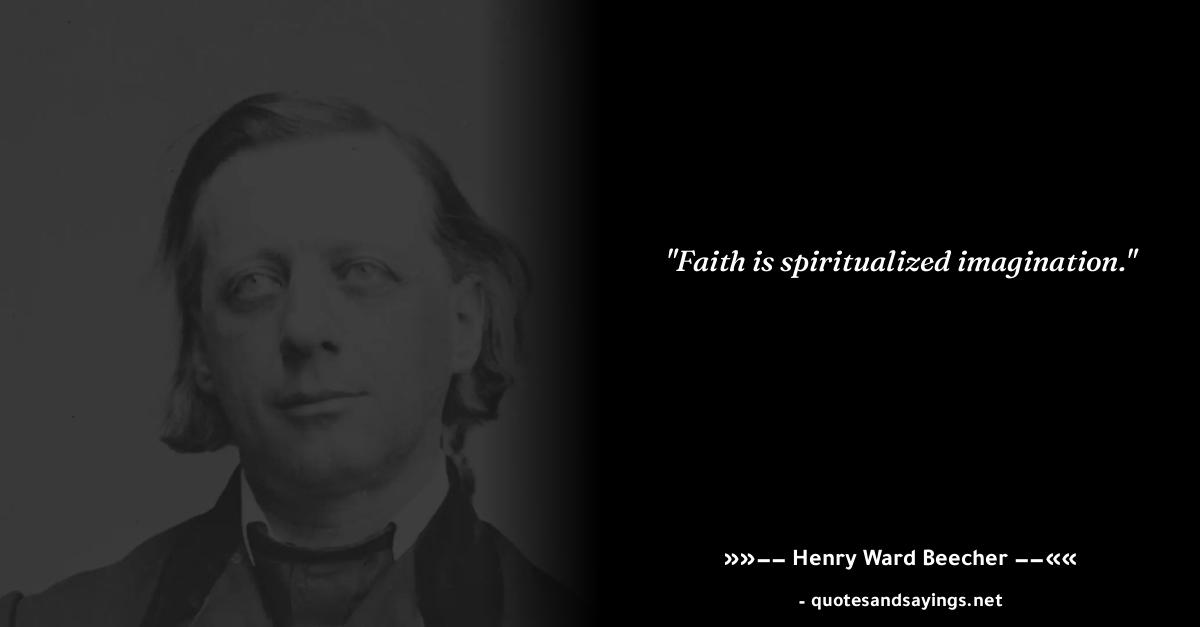 "Faith is spiritualized imagination."
»»–– Henry Ward Beecher ––««
- quotesandsayings.net